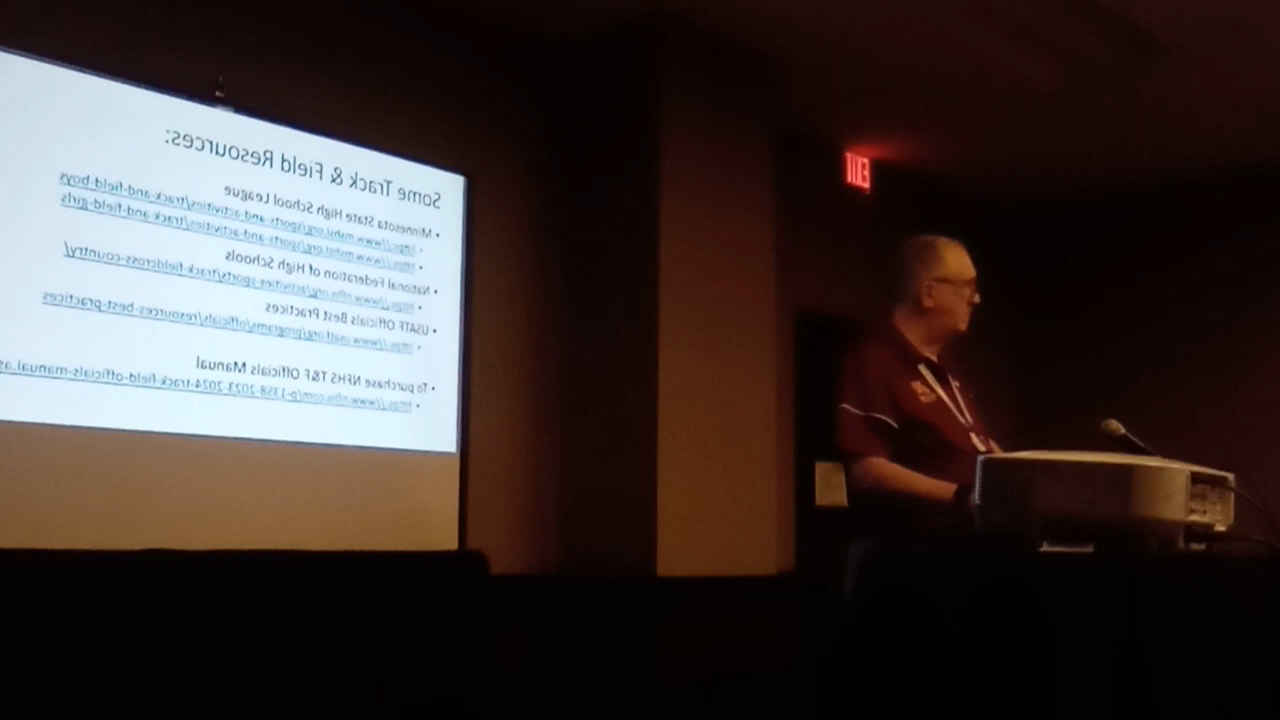 Some Track & Field Resources:
• Minnesota State High School League
• https://www.mshsl.org/sports-and-activities/track-and-field-boys
• https://www.mshsl.org/sports-and-activities/track-and-field-girls
• National Federation of High Schools
• https://www.nfhs.org/activities-sports/track-fieldcross-country/
• USATF Officials Best Practices
• https://www.usatf.org/programs/officials/resources/best-practices
• To purchase NFHS T&F Officials Manual
• https://www.nfhs.com/p-1358-2023-2024-track-field-officials-manual.as
EXIT